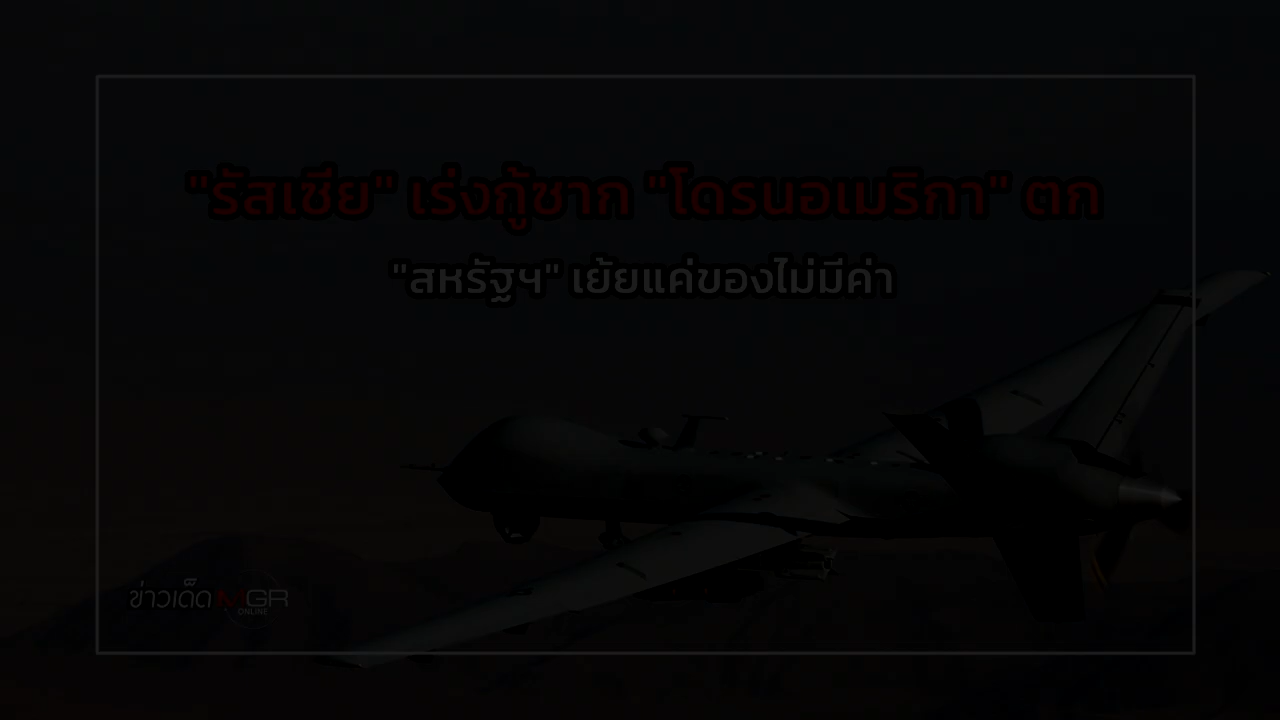 "รัสเซีย" เร่งกู้ซาก "โดรนอเมริกา" ตก
"สหรัฐฯ" เย้ยแค่ของไม่มีค่า
ข่าวเด็ด MGR
ONLINE